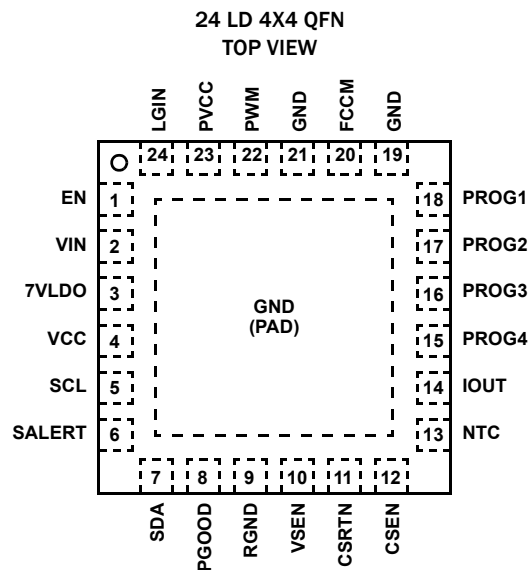 24 LD 4X4 QFN
TOP VIEW
LGIN
PVCC
PWM
GND
FCCM
GND
24
23
22
21
20
19
EN 1
18 PROG1
VIN 2
17 PROG2
7VLDO 3
16 PROG3
VCC 4
15 PROG4
SCL 5
14 IOUT
SALERT 6
13 NTC
GND
(PAD)
7
8
9
10
11
12
SDA
PGOOD
RGND
VSEN
CSRTN
CSEN